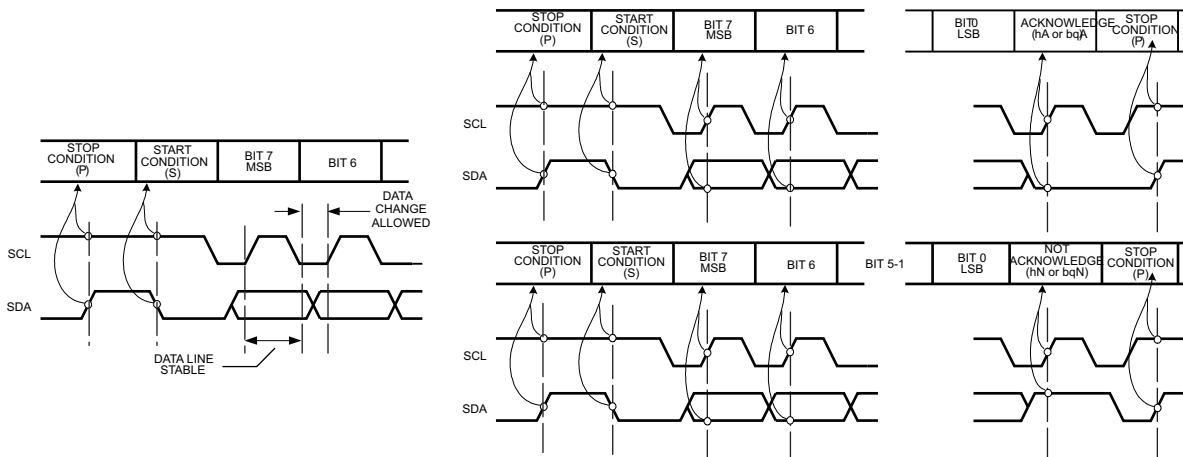 STOP
CONDITION
(P)
START
CONDITION
(S)
BIT 7
MSB
BIT 6
DATA
CHANGE
ALLOWED
SCL
SDA
DATA LINE
STABLE
STOP
CONDITION
(P)
START
CONDITION
(S)
BIT 7
MSB
BIT 6
BIT0
LSB
ACKNOWLEDGE
(hA or bqA)
STOP
CONDITION
(P)
SCL
SDA
STOP
CONDITION
(P)
START
CONDITION
(S)
BIT 7
MSB
BIT 6
BIT 5-1
BIT 0
LSB
NOT
ACKNOWLEDGE
(hN or bqN)
STOP
CONDITION
(P)
SCL
SDA